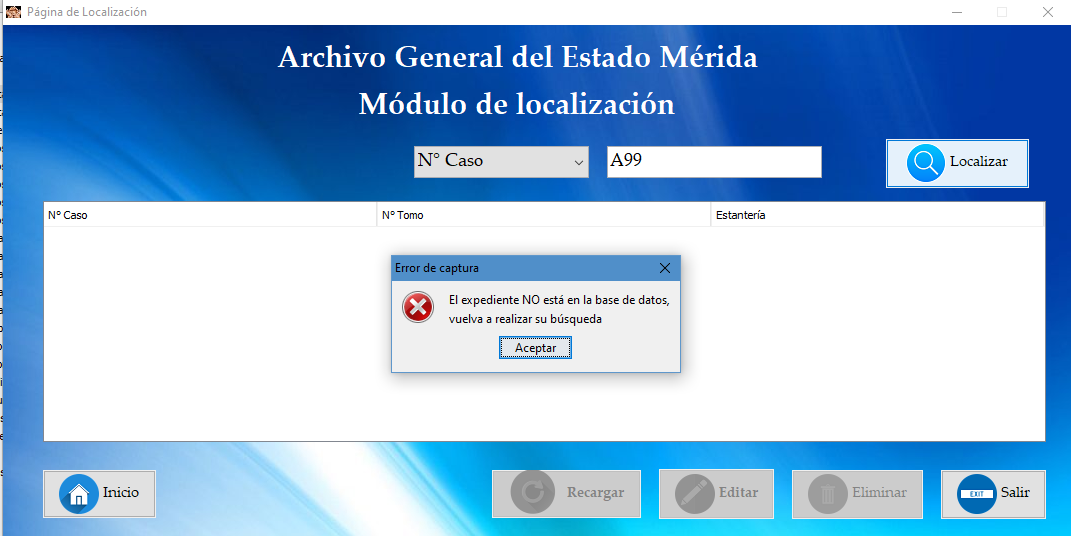 Página de Localización
Archivo General del Estado Mérida
Módulo de localización
N° Caso
A99
Localizar
N° Caso
N° Tomo
Estantería
Error de captura
El expediente NO está en la base de datos,
vuelva a realizar su búsqueda
Aceptar
Inicio
Recargar
Editar
Eliminar
EXIT
Salir